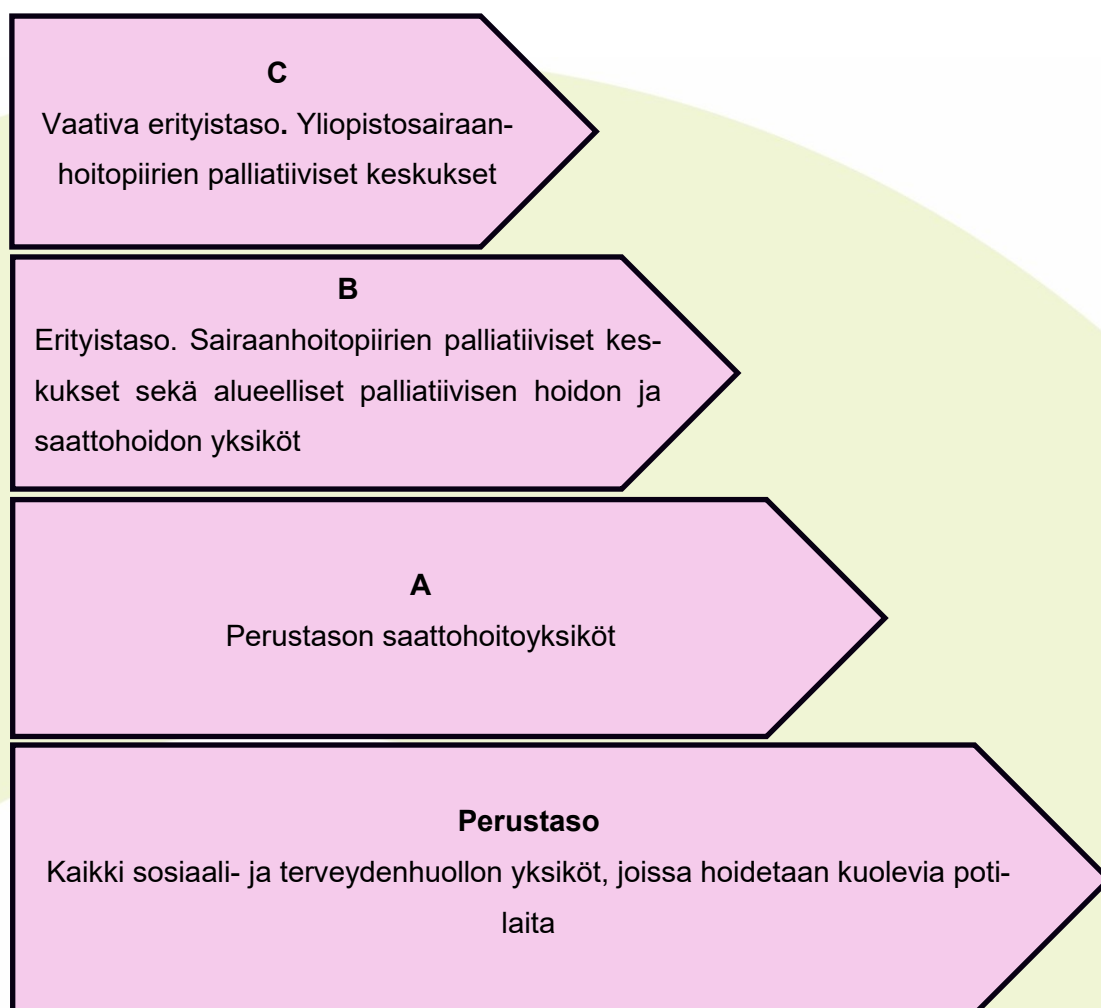 C
Vaativa erityistaso. Yliopistosairaan-
hoitopiirien palliatiiviset keskukset
B
Erityistaso. Sairaanhoitopiirien palliatiiviset kes-
kukset sekä alueelliset palliatiivisen hoidon ja
saattohoidon yksiköt
A
Perustason saattohoitoyksiköt
Perustaso
Kaikki sosiaali- ja terveydenhuollon yksiköt, joissa hoidetaan kuolevia poti-
laita